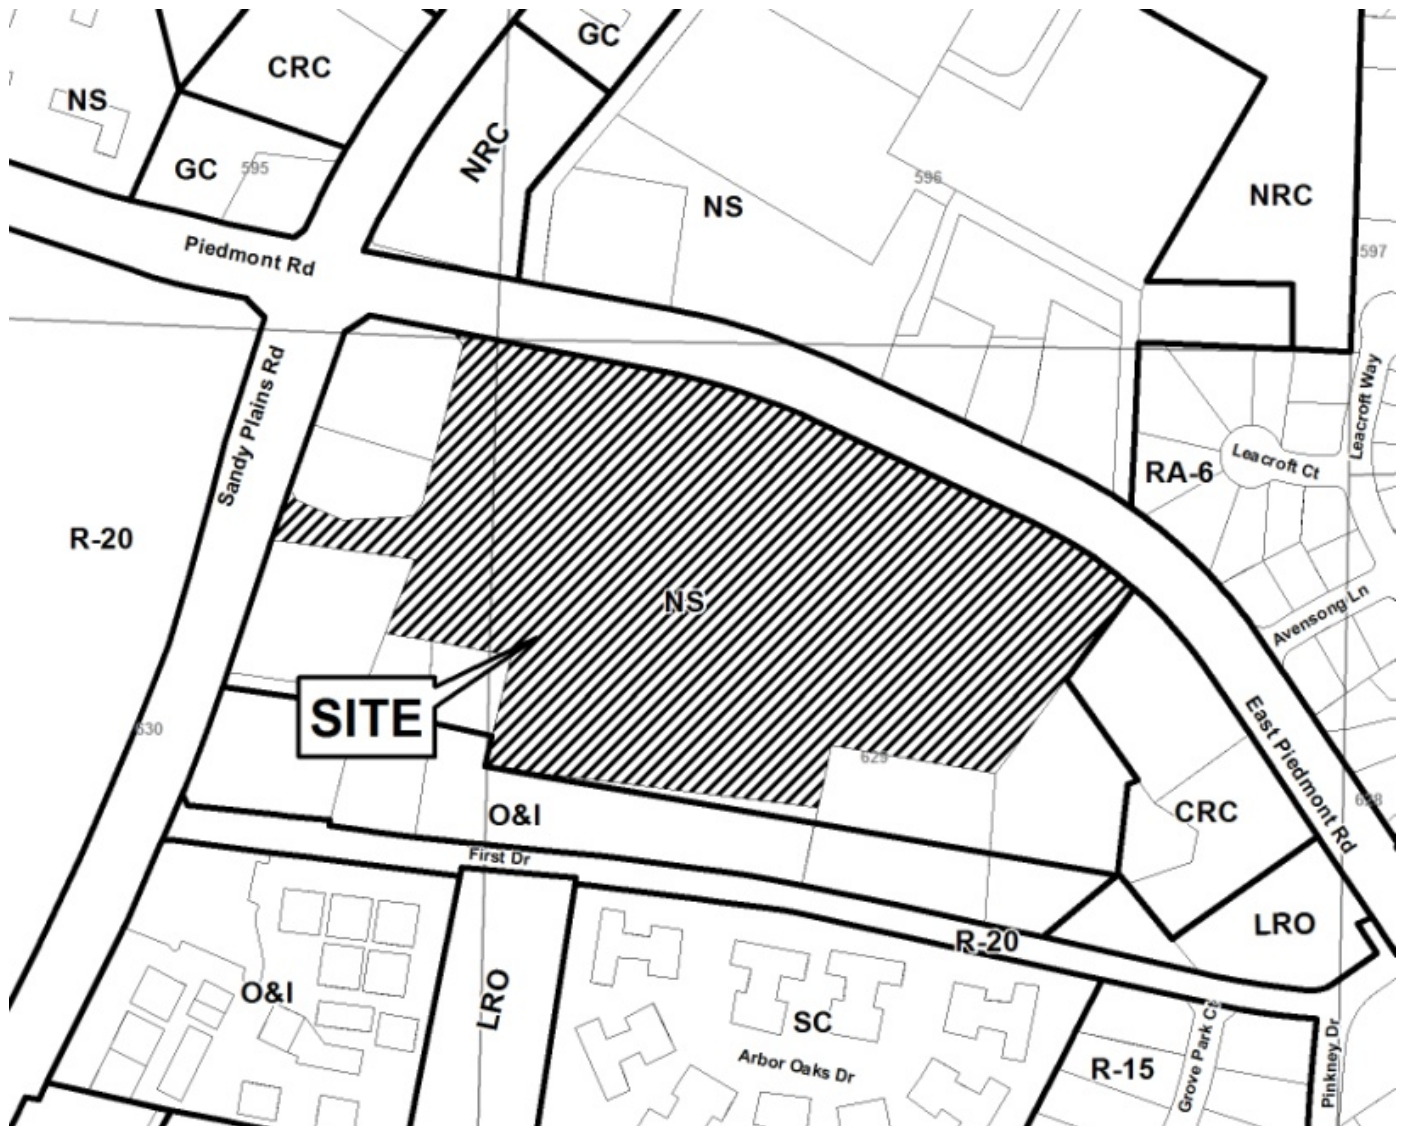 GC
CRC
NS
NRC
GC
595
596
NS
NRC
Piedmont Rd
597
Sandy Plains Rd
Leacroft Way
Leacroft Ct
RA-6
R-20
NS
Avensong Ln
SITE
630
East Piedmont Rd
629
628
CRC
O&I
First Dr
LRO
R-20
O&I
LRO
SC
Arbor Oaks Dr
R-15
Grove Park Ct
Pinkney Dr